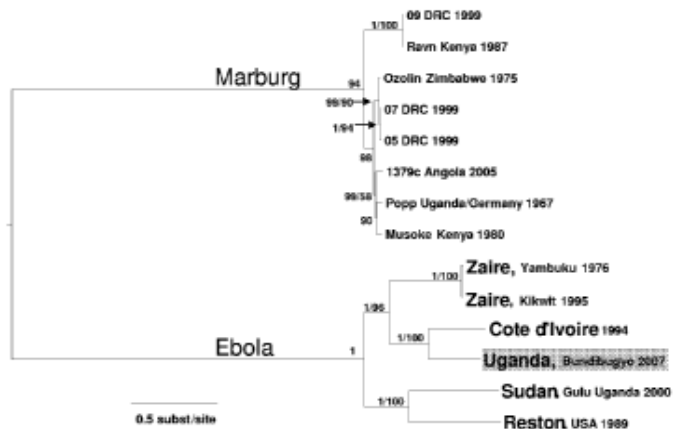 09 DRC 1999
1/100
Ravn Kenya 1987
Marburg
94
Ozolin Zimbabwe 1975
99/90
07 DRC 1999
1/94
05 DRC 1999
98
1379c Angola 2005
99/58
Popp Uganda/Germany 1967
90
Musoke Kenya 1980
Zaire, Yambuku 1976
1/100
Zaire, Kikwit 1995
1/96
Cote d'Ivoire 1994
1/100
Ebola
1
Uganda, Bundibugyo 2007
Sudan, Gulu Uganda 2000
1/100
Reston, USA 1989
0.5 subst/site